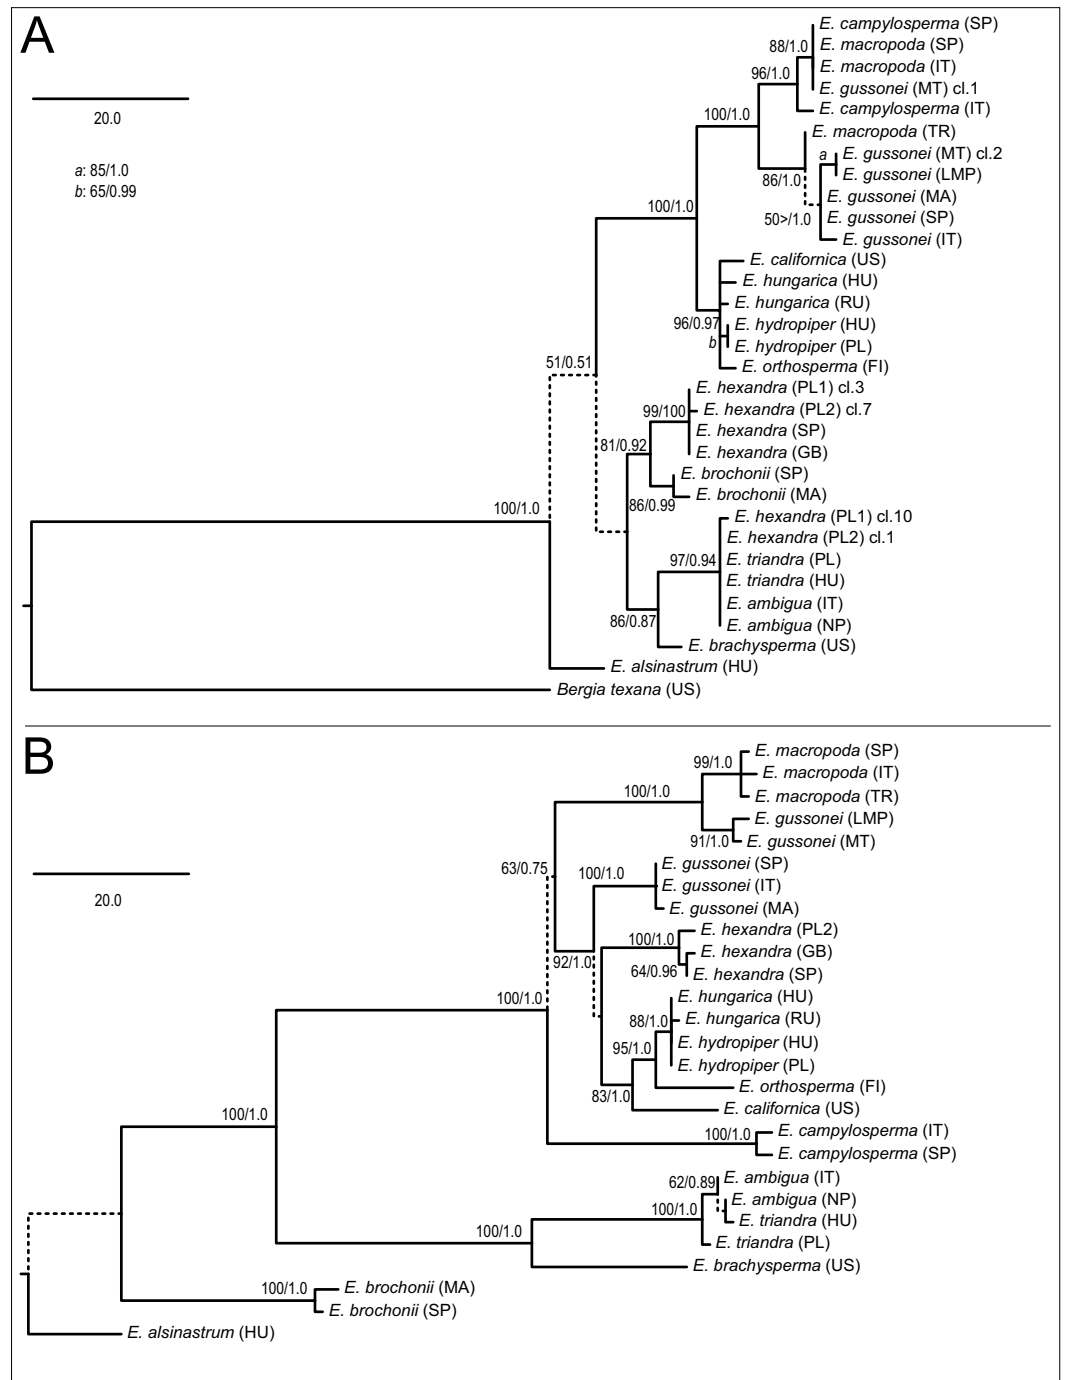 A
E. campylosperma (SP)
88/1.0
E. macropoda (SP)
96/1.0
E. macropoda (IT)
E. gussonei (MT) cl.1
E. campylosperma (IT)
20.0
100/1.0
E. macropoda (TR)
a
E. gussonei (MT) cl.2
a: 85/1.0
86/1.0
E. gussonei (LMP)
b: 65/0.99
E. gussonei (MA)
100/1.0
50>/1.0
E. gussonei (SP)
E. gussonei (IT)
E. californica (US)
E. hungarica (HU)
E. hungarica (RU)
96/0.97
E. hydropiper (HU)
b
E. hydropiper (PL)
51/0.51
E. orthosperma (FI)
E. hexandra (PL1) cl.3
99/100
E. hexandra (PL2) cl.7
E. hexandra (SP)
81/0.92
E. hexandra (GB)
E. brochonii (SP)
86/0.99
E. brochonii (MA)
100/1.0
E. hexandra (PL1) cl.10
E. hexandra (PL2) cl.1
97/0.94
E. triandra (PL)
E. triandra (HU)
E. ambigua (IT)
86/0.87
E. ambigua (NP)
E. brachysperma (US)
E. alsinastrum (HU)
Bergia texana (US)
B
E. macropoda (SP)
99/1.0
E. macropoda (IT)
100/1.0
E. macropoda (TR)
E. gussonei (LMP)
91/1.0
E. gussonei (MT)
20.0
63/0.75
E. gussonei (SP)
100/1.0
E. gussonei (IT)
E. gussonei (MA)
E. hexandra (PL2)
100/1.0
E. hexandra (GB)
92/1.0
64/0.96
E. hexandra (SP)
100/1.0
E. hungarica (HU)
88/1.0
E. hungarica (RU)
95/1.0
E. hydropiper (HU)
E. hydropiper (PL)
83/1.0
E. orthosperma (FI)
E. californica (US)
100/1.0
100/1.0
E. campylosperma (IT)
E. campylosperma (SP)
62/0.89
E. ambigua (IT)
E. ambigua (NP)
100/1.0
E. triandra (HU)
100/1.0
E. triandra (PL)
E. brachysperma (US)
100/1.0
E. brochonii (MA)
E. brochonii (SP)
E. alsinastrum (HU)